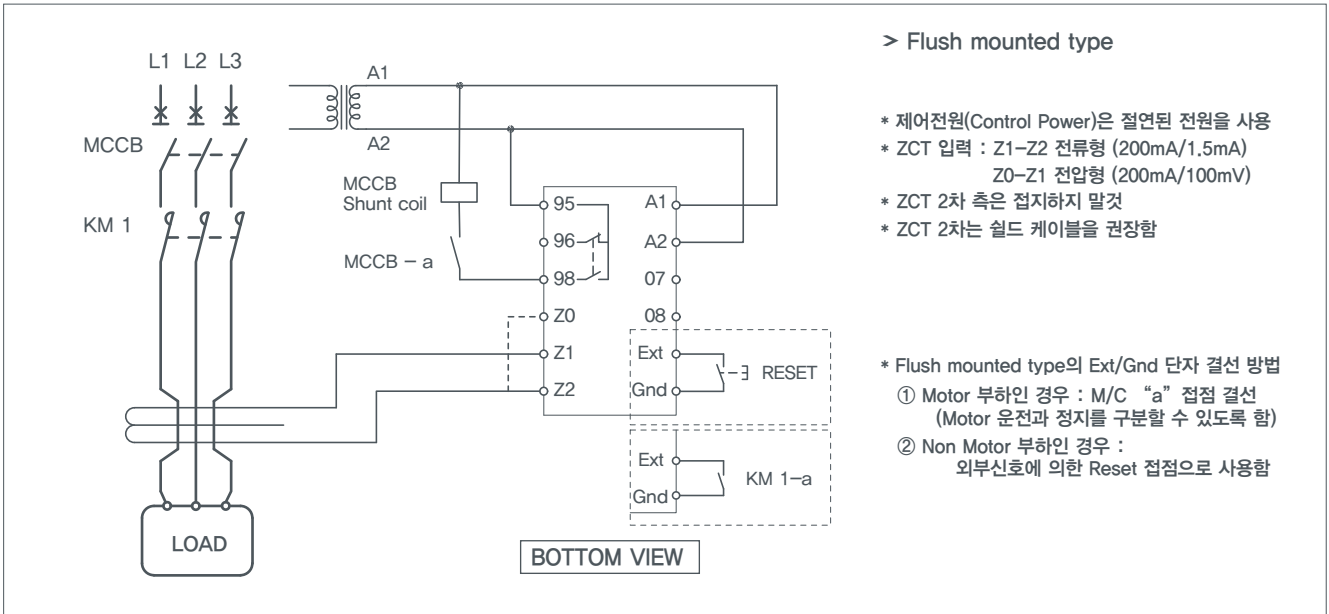 L1 L2 L3
MCCB
KM 1
LOAD
A1
A2
MCCB
Shunt coil
MCCB - a
95
96
98
Z0
Z1
Z2
A1
A2
07
08
Ext
Gnd
RESET
Ext
Gnd
KM 1-a
BOTTOM VIEW
> Flush mounted type
* 제어전원(Control Power)은 절연된 전원을 사용
* ZCT 입력 : Z1-Z2 전류형 (200mA/1.5mA)
Z0-Z1 전압형 (200mA/100mV)
* ZCT 2차 측은 접지하지 말것
* ZCT 2차는 쉴드 케이블을 권장함
* Flush mounted type의 Ext/Gnd 단자 결선 방법
① Motor 부하인 경우 : M/C “a” 접점 결선
(Motor 운전과 정지를 구분할 수 있도록 함)
② Non Motor 부하인 경우 :
외부신호에 의한 Reset 접점으로 사용함